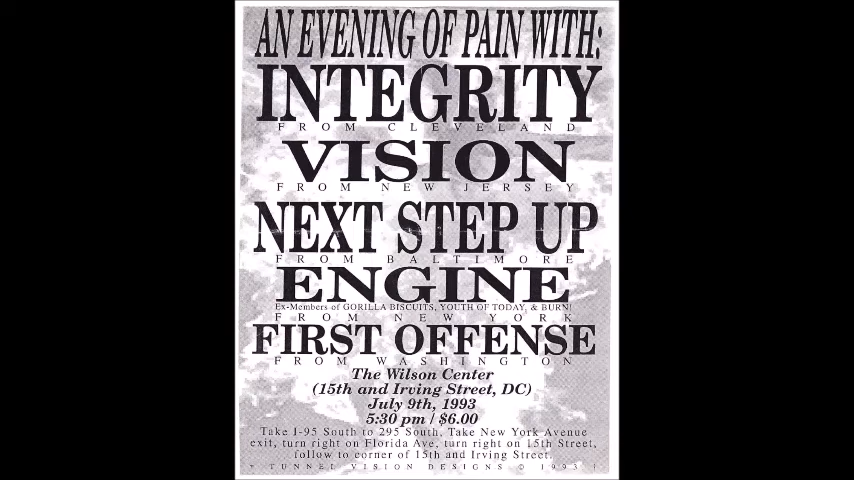 AN EVENING OF PAIN WITH:
INTEGRITY
FROM CLEVELAND
VISION
FROM NEW JERSEY
NEXT STEP UP
FROM BALTIMORE
ENGINE
Ex-Members of GORILLA BISCUITS, YOUTH OF TODAY, & BURN!
FROM NEW YORK
FIRST OFFENSE
FROM WASHINGTON
The Wilson Center
(15th and Irving Street, DC)
July 9th, 1993
5:30 pm / $6.00
Take I-95 South to 295 South, Take New York Avenue
exit, turn right on Florida Ave, turn right on 15th Street,
follow to corner of 15th and Irving Street.
TUNNEL VISION DESIGNS © 1993